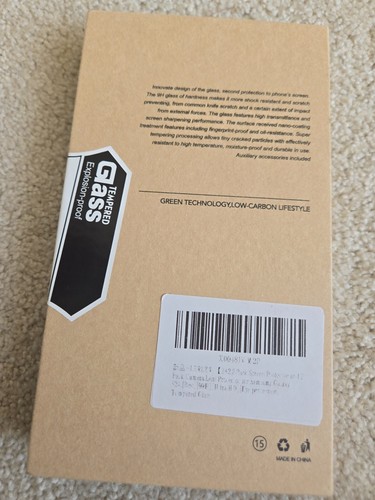 Innovate design of the glass, second protection to phone's screen.
The 9H glass of hardness makes it more shock resistant and scratch
preventing, from common knife scratch and a certain extent of impact
from external forces. The glass features high transmittance and
screen sharpening performance. The surface received nano-coating
treatment features including fingerprint-proof and oil-resistance. Super
tempering processing allows tiny cracked particles with effectively
resistant to high temperature, moisture-proof and durable in use.
Auxiliary accessories included
GREEN TECHNOLOGY,LOW-CARBON LIFESTYLE
TEMPERED
Glass
Explosion-proof
Tempered Glass
15
MADE IN CHINA